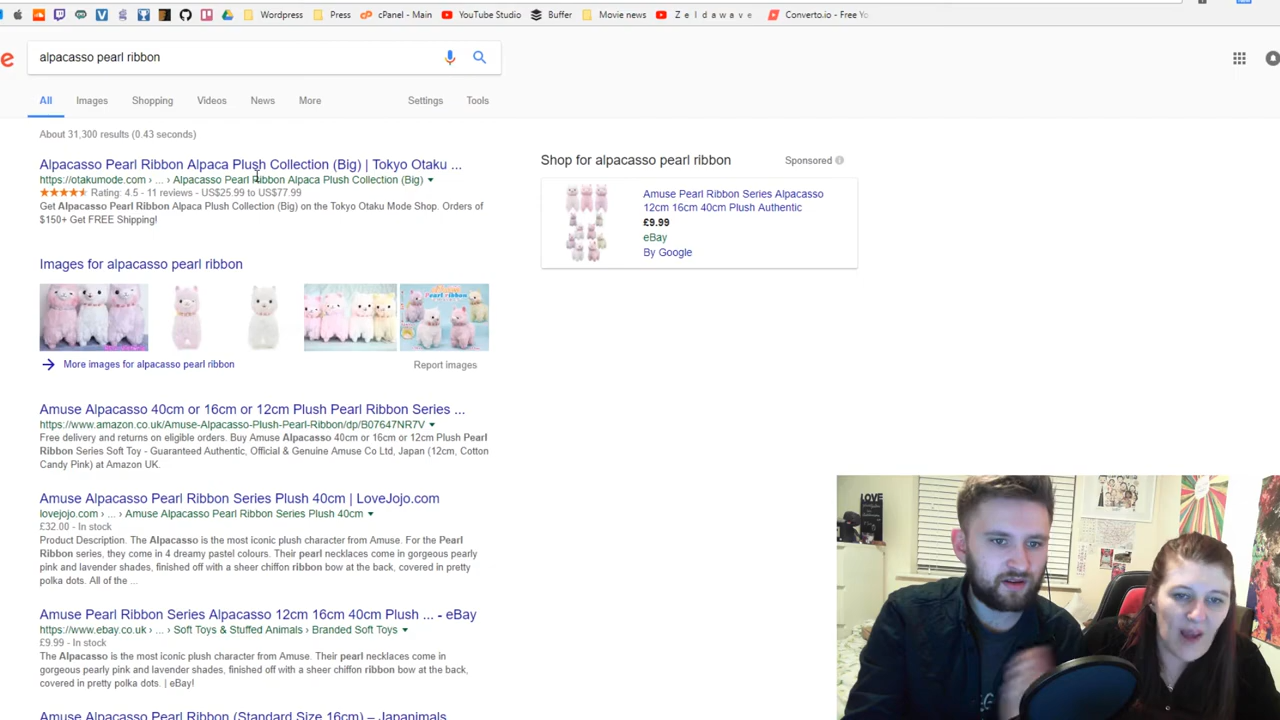 Wordpress Press cPanel - Main YouTube Studio Buffer Movie news Z e l d a w a v e Converto.io - Free Yo
e alpacasso pearl ribbon
All Images Shopping Videos News More Settings Tools
About 31,300 results (0.43 seconds)
Alpacasso Pearl Ribbon Alpaca Plush Collection (Big) | Tokyo Otaku ...
https://otakumode.com › ... › Alpacasso Pearl Ribbon Alpaca Plush Collection (Big)
Rating: 4.5 - 11 reviews - US$25.99 to US$77.99
Get Alpacasso Pearl Ribbon Alpaca Plush Collection (Big) on the Tokyo Otaku Mode Shop. Orders of
$150+ Get FREE Shipping!
Shop for alpacasso pearl ribbon Sponsored
Amuse Pearl Ribbon Series Alpacasso
12cm 16cm 40cm Plush Authentic
£9.99
eBay
By Google
Images for alpacasso pearl ribbon
Pearl ribbon
More images for alpacasso pearl ribbon Report images
Amuse Alpacasso 40cm or 16cm or 12cm Plush Pearl Ribbon Series ...
https://www.amazon.co.uk/Amuse-Alpacasso-Plush-Pearl-Ribbon/dp/B07647NR7V
Free delivery and returns on eligible orders. Buy Amuse Alpacasso 40cm or 16cm or 12cm Plush Pearl
Ribbon Series Soft Toy - Guaranteed Authentic, Official & Genuine Amuse Co Ltd, Japan (12cm, Cotton
Candy Pink) at Amazon UK.
Amuse Alpacasso Pearl Ribbon Series Plush 40cm | LoveJojo.com
lovejojo.com › ... › Amuse Alpacasso Pearl Ribbon Series Plush 40cm
£32.00 - In stock
Product Description. The Alpacasso is the most iconic plush character from Amuse. For the Pearl
Ribbon series, they come in 4 dreamy pastel colours. Their pearl necklaces come in gorgeous pearly
pink and lavender shades, finished off with a sheer chiffon ribbon bow at the back, covered in pretty
polka dots. All of the ...
Amuse Pearl Ribbon Series Alpacasso 12cm 16cm 40cm Plush ... - eBay
https://www.ebay.co.uk › ... › Soft Toys & Stuffed Animals › Branded Soft Toys
£9.99 - In stock
The Alpacasso is the most iconic plush character from Amuse. Their pearl necklaces come in
gorgeous pearly pink and lavender shades, finished off with a sheer chiffon ribbon bow at the back,
covered in pretty polka dots. | eBay!
Amuse Alpacasso Pearl Ribbon (Standard Size 16cm) – Japanimals
LOVE